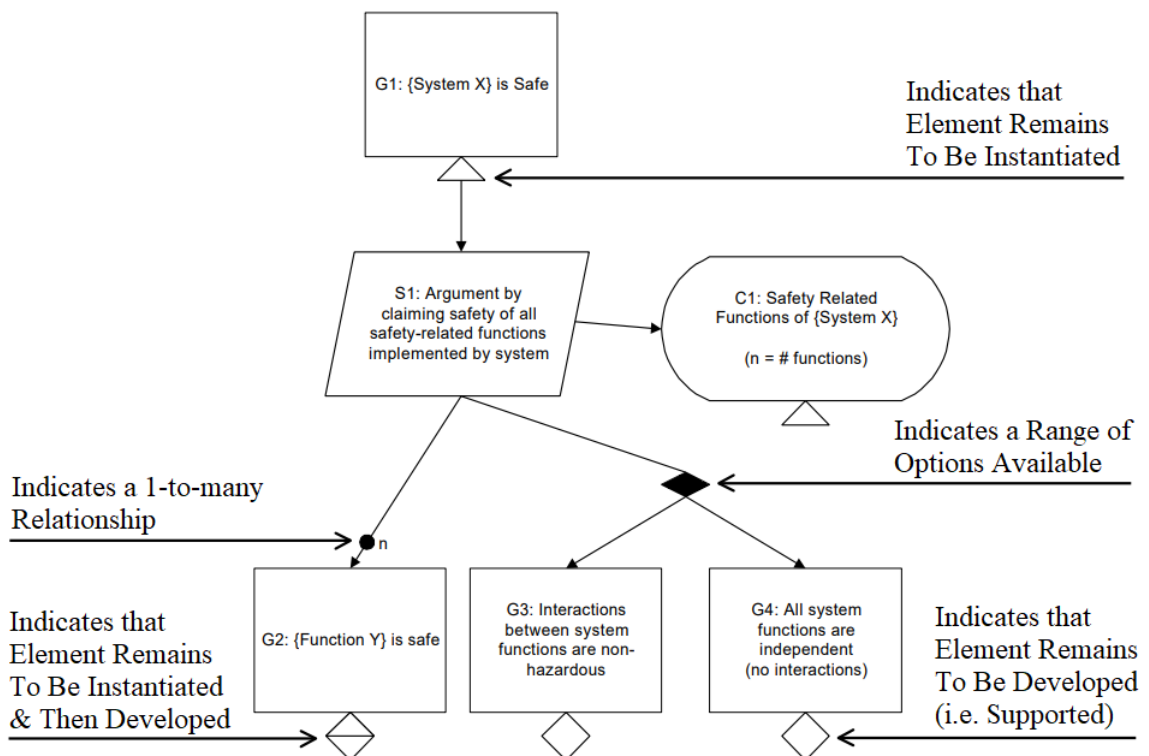 G1: {System X} is Safe
Indicates that
Element Remains
To Be Instantiated
S1: Argument by
claiming safety of all
safety-related functions
implemented by system
C1: Safety Related
Functions of {System X}
(n = # functions)
Indicates a Range of
Options Available
Indicates a 1-to-many
Relationship
n
G2: {Function Y} is safe
G3: Interactions
between system
functions are non-
hazardous
G4: All system
functions are
independent
(no interactions)
Indicates that
Element Remains
To Be Instantiated
& Then Developed
Indicates that
Element Remains
To Be Developed
(i.e. Supported)